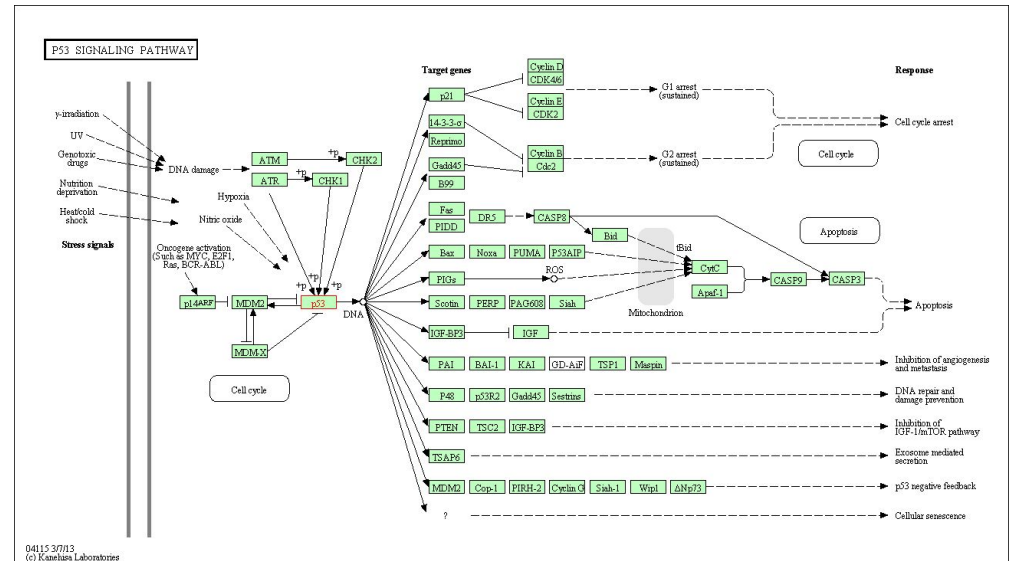 P53 SIGNALING PATHWAY
Target genes
Response
γ-irradiation
UV
Genotoxic
drugs
Nutrition
deprivation
Heat/cold
shock
Stress signals
DNA damage
ATM
+p
CHK2
ATR
+p
CHK1
Hypoxia
Nitric oxide
Oncogene activation
(Such as MYC, E2F1,
Ras, BCR-ABL)
+p
+p
+p
p14ARF
MDM2
p53
DNA
MDM-X
Cell cycle
p21
Cyclin D
CDK4/6
Cyclin E
CDK2
G1 arrest
(sustained)
14-3-3-σ
Reprimo
Gadd45
B99
Cyclin B
Cdc2
G2 arrest
(sustained)
Cell cycle arrest
Cell cycle
Fas
PIDD
DR5
CASP8
Bid
tBid
Apoptosis
Bax
Noxa
PUMA
P53AIP
CytC
PIGs
ROS
CASP9
CASP3
Scotin
PERP
PAG608
Siah
Apaf-1
Mitochondrion
Apoptosis
IGF-BP3
IGF
PAI
BAI-1
KAI
GD-AiF
TSP1
Maspin
Inhibition of angiogenesis
and metastasis
P48
p53R2
Gadd45
Sestrins
DNA repair and
damage prevention
PTEN
TSC2
IGF-BP3
Inhibition of
IGF-1/mTOR pathway
TSAP6
Exosome mediated
secretion
MDM2
Cop-1
PIRH-2
Cyclin G
Siah-1
Wip1
ΔNp73
p53 negative feedback
?
Cellular senescence
04115 3/7/13
(c) Kanehisa Laboratories